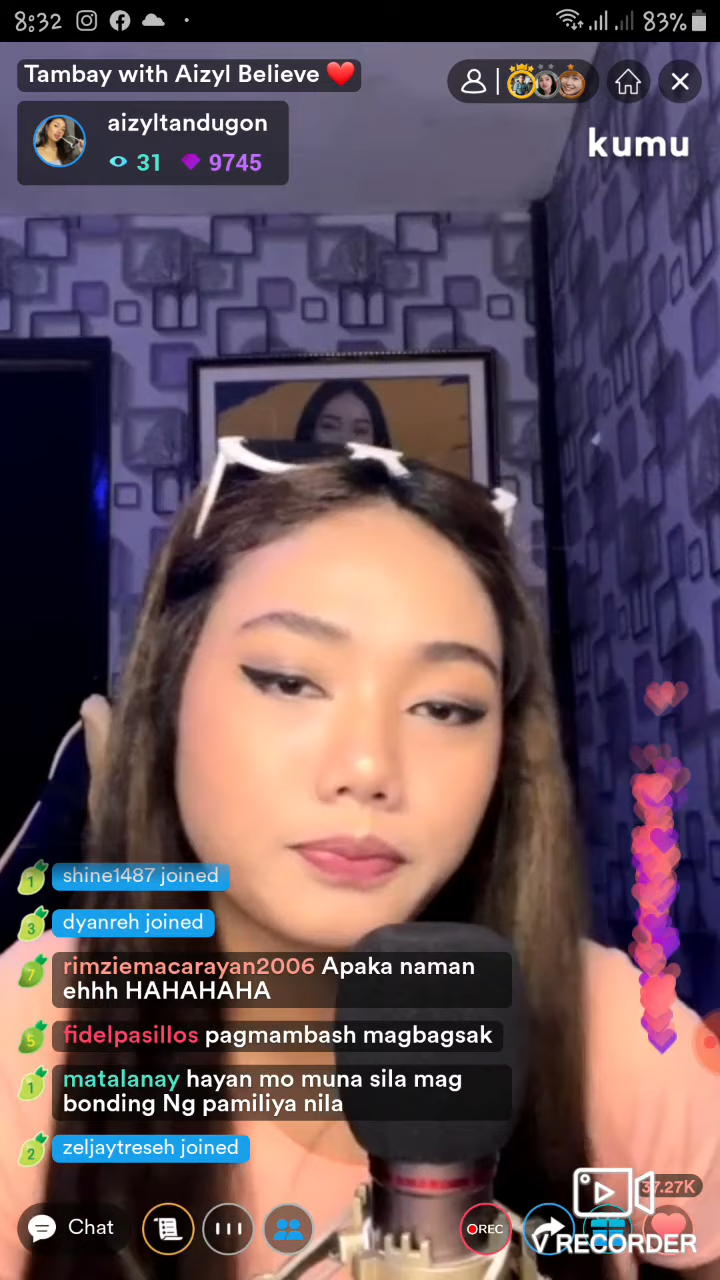 8:32
83%
Tambay with Aizyl Believe ❤️
aizyltandugon
31 9745
kumu
1 shine1487 joined
3 dyanreh joined
7 rimziemacarayan2006 Apaka naman
ehhh HAHAHAHA
5 fidelpasillos pagmambash magbagsak
1 matalanay hayan mo muna sila mag
bonding Ng pamiliya nila
2 zeljaytreseh joined
37.27K
Chat
REC
V RECORDER